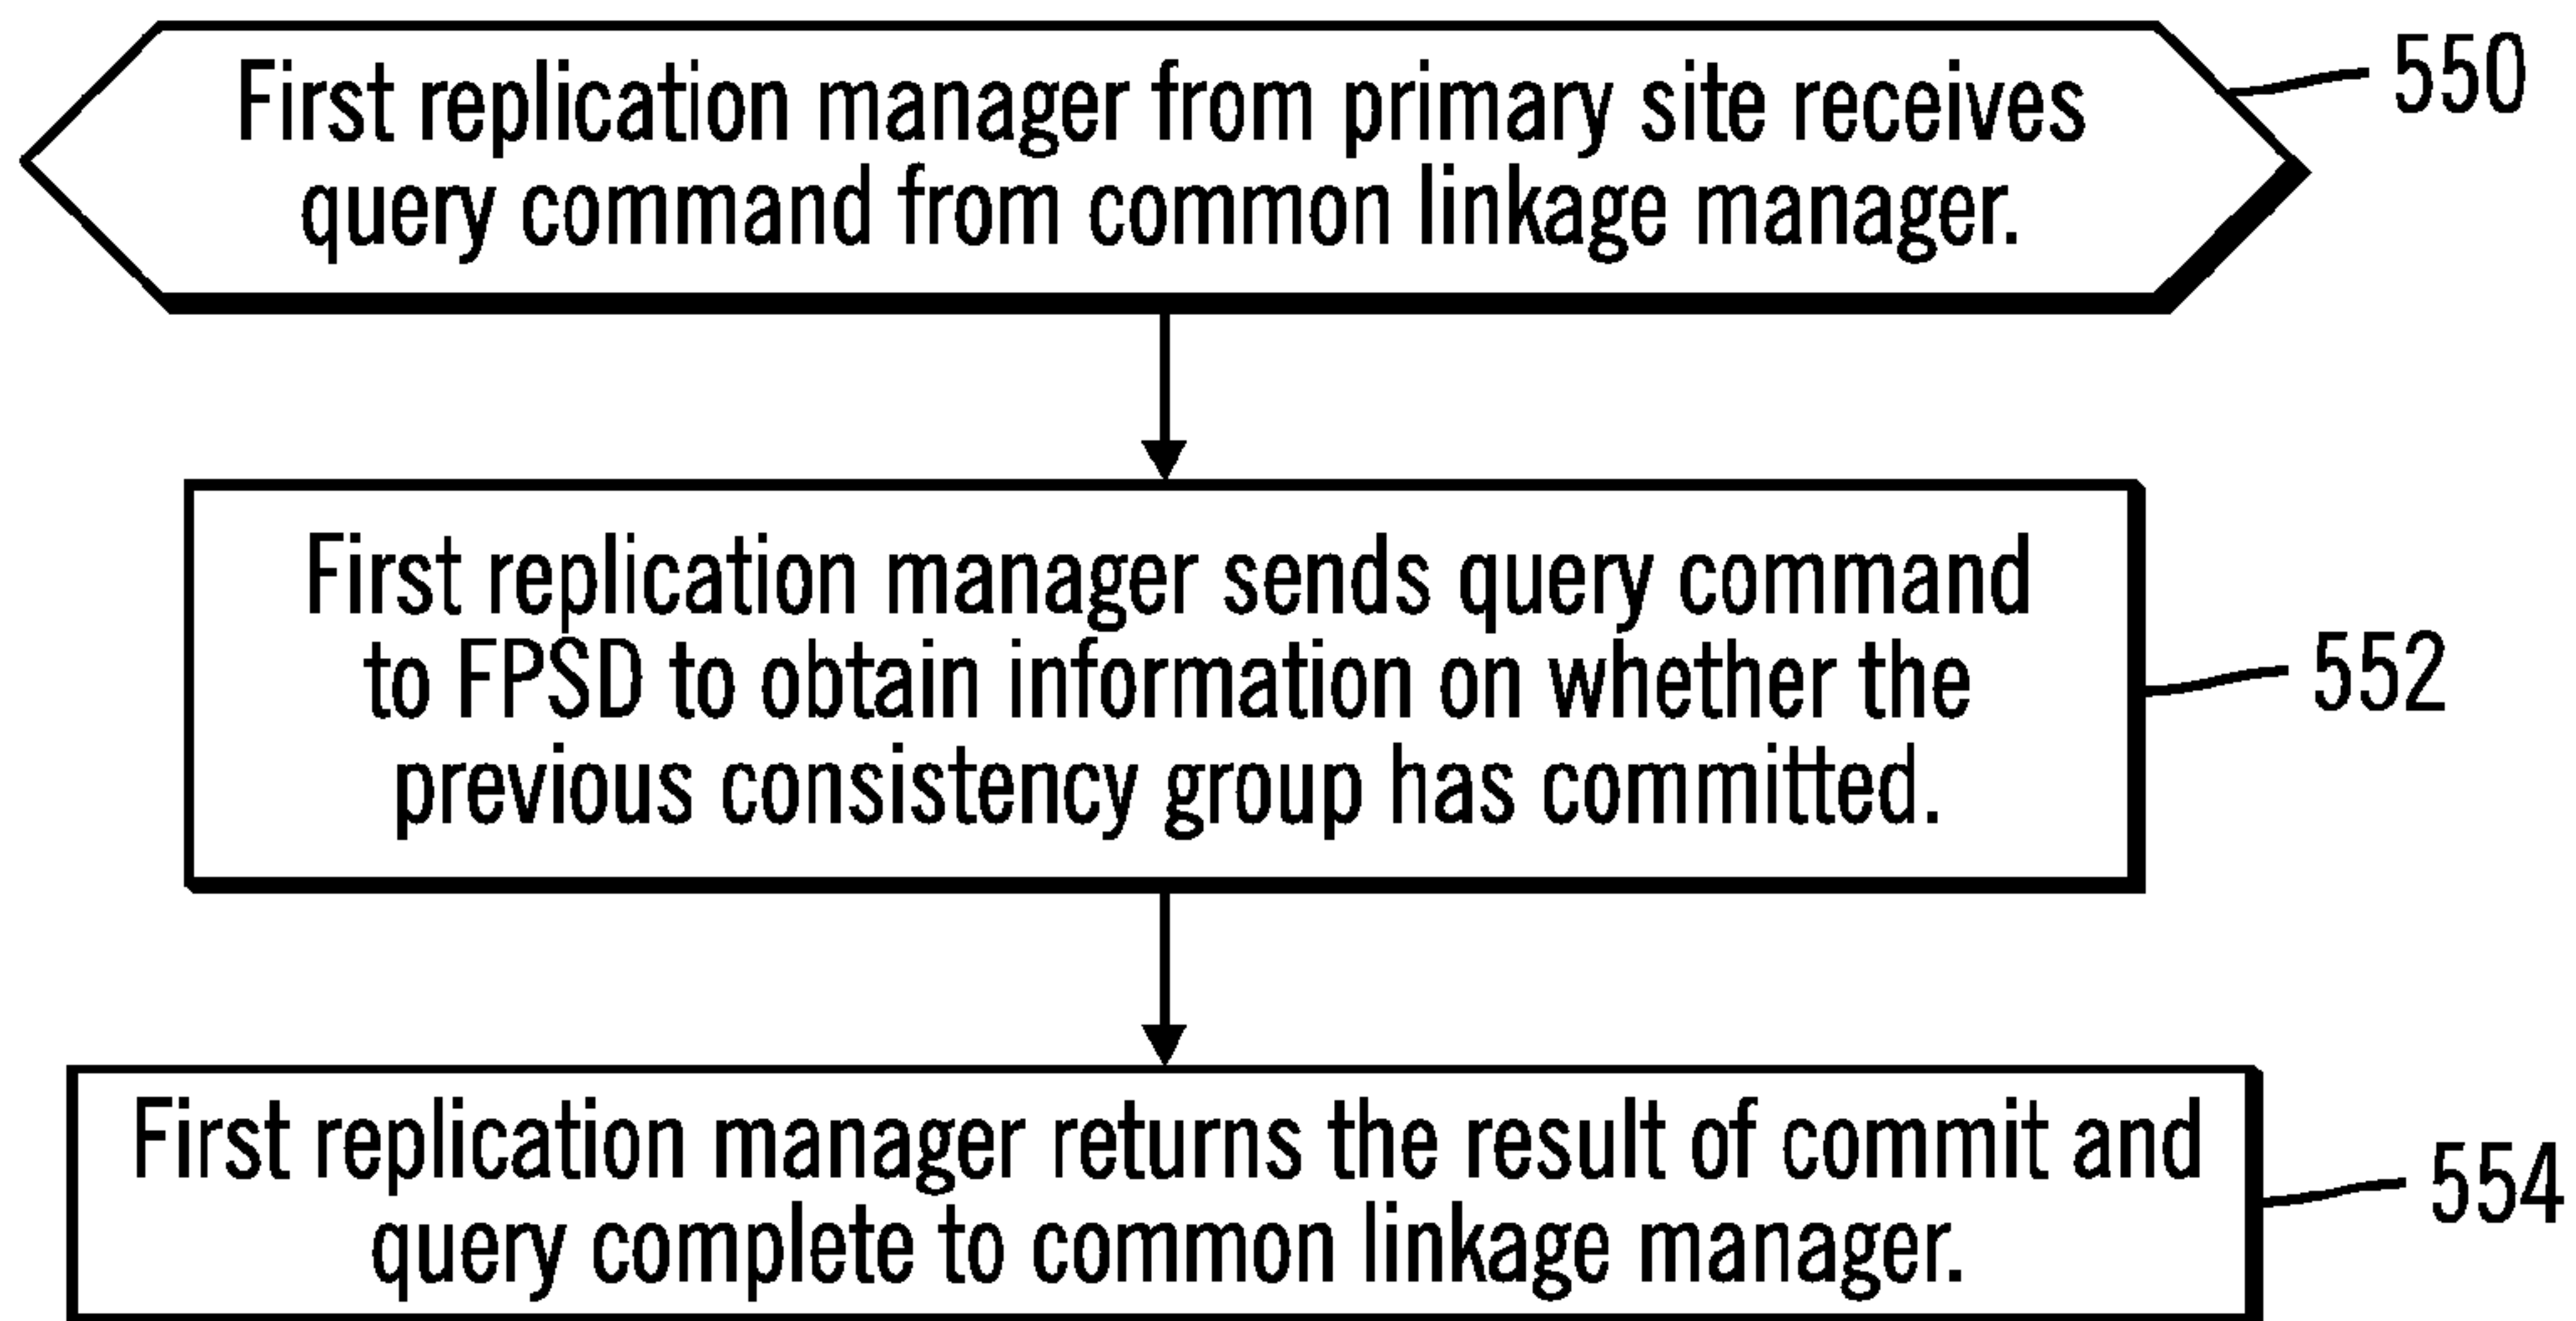 First replication manager from primary site receives
query command from common linkage manager.
550
First replication manager sends query command
to FPSD to obtain information on whether the
previous consistency group has committed.
552
First replication manager returns the result of commit and
query complete to common linkage manager.
554